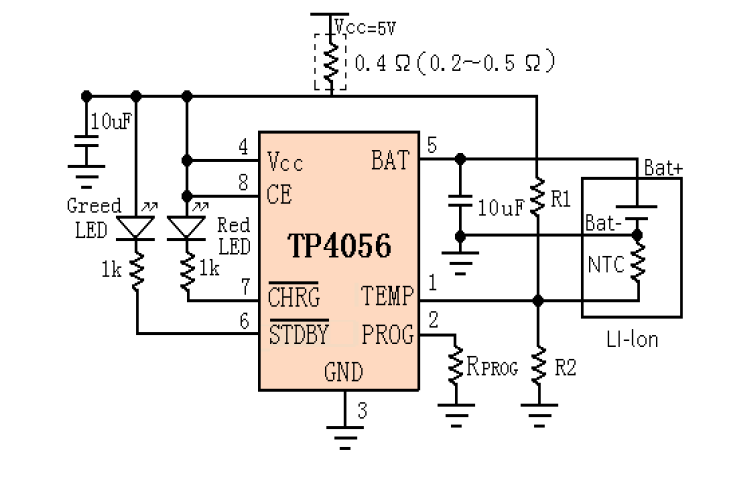 Vcc=5V
0.4 Ω(0.2～0.5 Ω)
10uF
4
Vcc
BAT
5
Bat+
8
CE
Greed
LED
Red
LED
10uF
R1
Bat-
TP4056
1k
1k
NTC
7
CHRG
TEMP
1
6
STDBY
PROG
2
LI-lon
RPROG
R2
GND
3